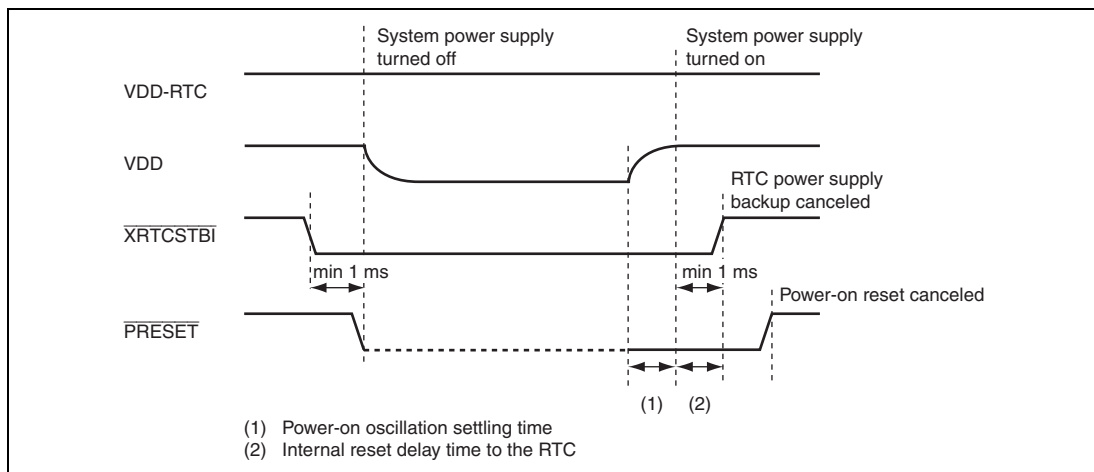 System power supply
turned off
System power supply
turned on
VDD-RTC
VDD
RTC power supply
backup canceled
XRTCSTBI
min 1 ms
min 1 ms
Power-on reset canceled
PRESET
(1)
(2)
(1) Power-on oscillation settling time
(2) Internal reset delay time to the RTC